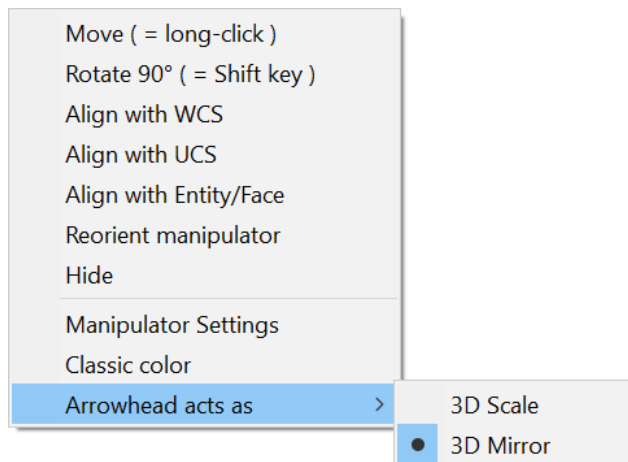 Move ( = long-click )
Rotate 90° ( = Shift key )
Align with WCS
Align with UCS
Align with Entity/Face
Reorient manipulator
Hide
Manipulator Settings
Classic color
Arrowhead acts as
3D Scale
3D Mirror